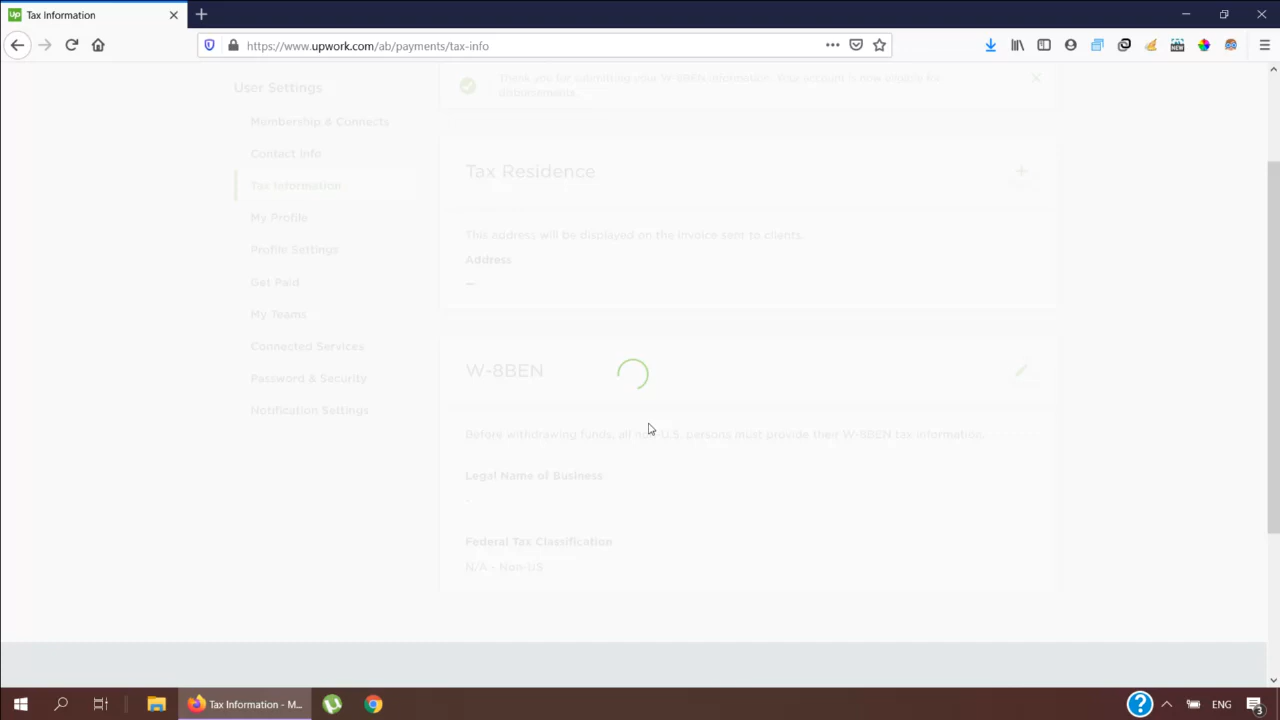 Tax Information
https://www.upwork.com/ab/payments/tax-info
Thank you for submitting your W-8BEN information. Your account is now eligible for
disbursements.
User Settings
Membership & Connects
Contact Info
Tax Information
My Profile
Profile Settings
Get Paid
My Teams
Connected Services
Password & Security
Notification Settings
Tax Residence
This address will be displayed on the invoice sent to clients.
Address
—
W-8BEN
Before withdrawing funds, all non-U.S. persons must provide their W-8BEN tax information.
Legal Name of Business
-
Federal Tax Classification
N/A - Non-US
Tax Information - M...
ENG
3